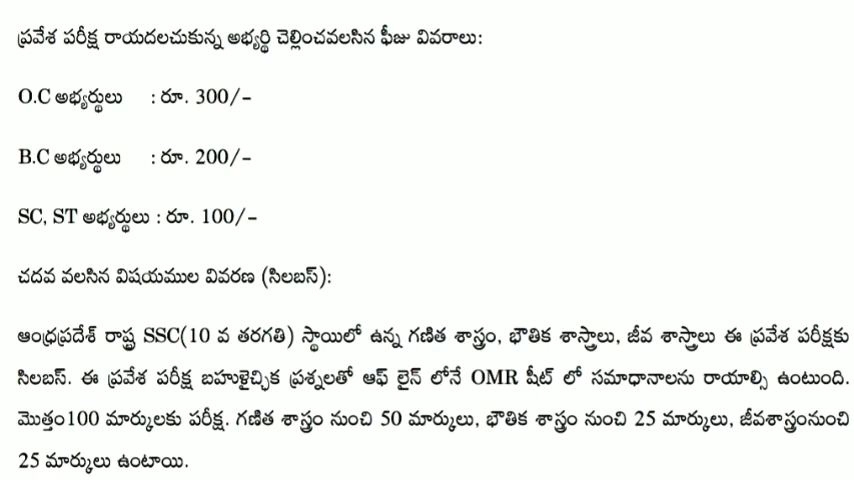 ప్రవేశ పరీక్ష రాయదలచుకున్న అభ్యర్థి చెల్లించవలసిన ఫీజు వివరాలు:
O.C అభ్యర్థులు : రూ. 300/-
B.C అభ్యర్థులు : రూ. 200/-
SC, ST అభ్యర్థులు : రూ. 100/-
చదవ వలసిన విషయముల వివరణ (సిలబస్):
ఆంధ్రప్రదేశ్ రాష్ట్ర SSC(10 వ తరగతి) స్థాయిలో ఉన్న గణిత శాస్త్రం, భౌతిక శాస్త్రాలు, జీవ శాస్త్రాలు ఈ ప్రవేశ పరీక్షకు
సిలబస్. ఈ ప్రవేశ పరీక్ష బహుళైచ్ఛిక ప్రశ్నలతో ఆఫ్ లైన్ లోనే OMR షీట్ లో సమాధానాలను రాయాల్సి ఉంటుంది.
మొత్తం100 మార్కులకు పరీక్ష. గణిత శాస్త్రం నుంచి 50 మార్కులు, భౌతిక శాస్త్రం నుంచి 25 మార్కులు, జీవశాస్త్రంనుంచి
25 మార్కులు ఉంటాయి.